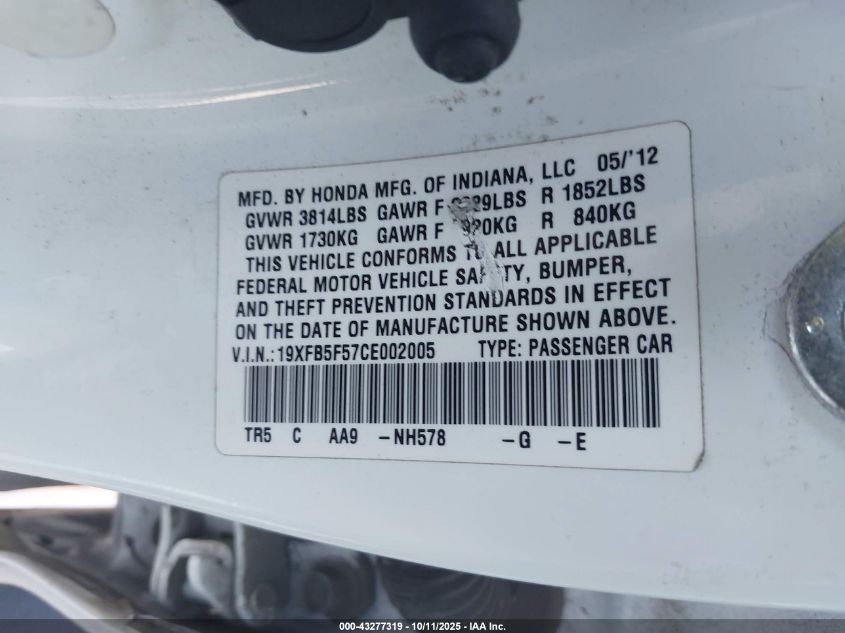 MFD. BY HONDA MFG. OF INDIANA, LLC 05/'12
GVWR 3814LBS GAWR F R 1852LBS
GVWR 1730KG GAWR F R 840KG
THIS VEHICLE CONFORMS ALL APPLICABLE
FEDERAL MOTOR VEHICLE BUMPER,
AND THEFT PREVENTION STANDARDS IN EFFECT
ON THE DATE OF MANUFACTURE SHOWN ABOVE.
V.I.N.:19XFB5F57CE002005 TYPE: PASSENGER CAR
TR5 C AA9 -NH578 -G -E
000-43277319 - 10/11/2025 - IAA Inc.